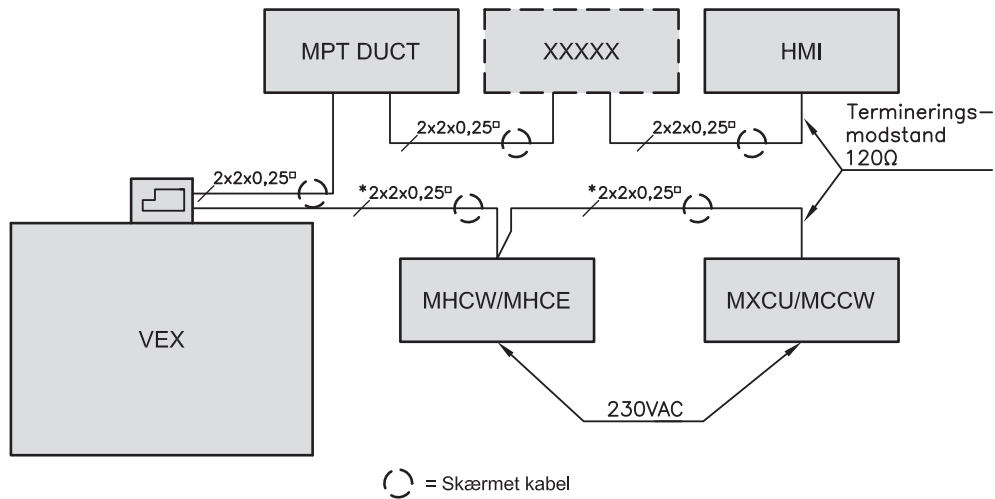 MPT DUCT
XXXXX
HMI
2x2x0,25□
2x2x0,25□
Terminerings-
modstand
120Ω
2x2x0,25□
*2x2x0,25□
*2x2x0,25□
MHCW/MHCE
MXCU/MCCW
VEX
230VAC
= Skærmet kabel